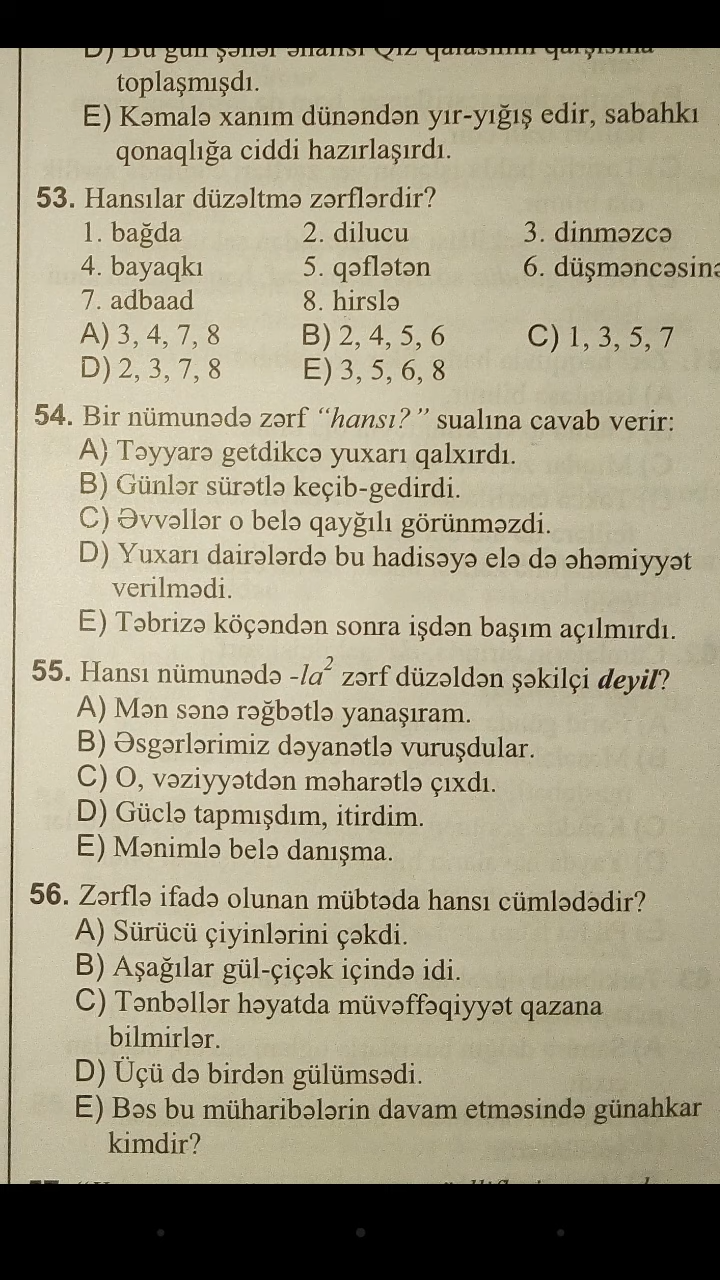 toplaşmışdı.
E) Kəmalə xanım dünəndən yır-yığış edir, sabahkı
qonaqlığa ciddi hazırlaşırdı.
53. Hansılar düzəltmə zərflərdir?
1. bağda 2. dilucu 3. dinməzcə
4. bayaqkı 5. qəflətən 6. düşməncəsinə
7. adbaad 8. hirslə
A) 3, 4, 7, 8 B) 2, 4, 5, 6 C) 1, 3, 5, 7
D) 2, 3, 7, 8 E) 3, 5, 6, 8
54. Bir nümunədə zərf “hansı?” sualına cavab verir:
A) Təyyarə getdikcə yuxarı qalxırdı.
B) Günlər sürətlə keçib-gedirdi.
C) Əvvəllər o belə qayğılı görünməzdi.
D) Yuxarı dairələrdə bu hadisəyə elə də əhəmiyyət
verilmədi.
E) Təbrizə köçəndən sonra işdən başım açılmırdı.
55. Hansı nümunədə -la² zərf düzəldən şəkilçi deyil?
A) Mən sənə rəğbətlə yanaşıram.
B) Əsgərlərimiz dəyanətlə vuruşdular.
C) O, vəziyyətdən məharətlə çıxdı.
D) Güclə tapmışdım, itirdim.
E) Mənimlə belə danışma.
56. Zərflə ifadə olunan mübtəda hansı cümlədədir?
A) Sürücü çiyinlərini çəkdi.
B) Aşağılar gül-çiçək içində idi.
C) Tənbəllər həyatda müvəffəqiyyət qazana
bilmirlər.
D) Üçü də birdən gülümsədi.
E) Bəs bu müharibələrin davam etməsində günahkar
kimdir?